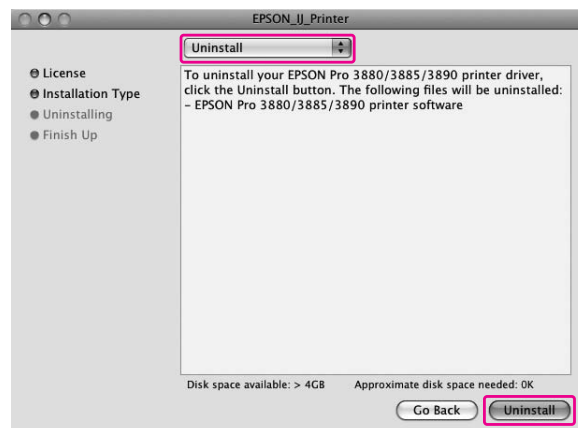 EPSON_IJ_Printer
Uninstall
License
Installation Type
Uninstalling
Finish Up
To uninstall your EPSON Pro 3880/3885/3890 printer driver,
click the Uninstall button. The following files will be uninstalled:
– EPSON Pro 3880/3885/3890 printer software
Disk space available: > 4GB Approximate disk space needed: 0K
Go Back Uninstall